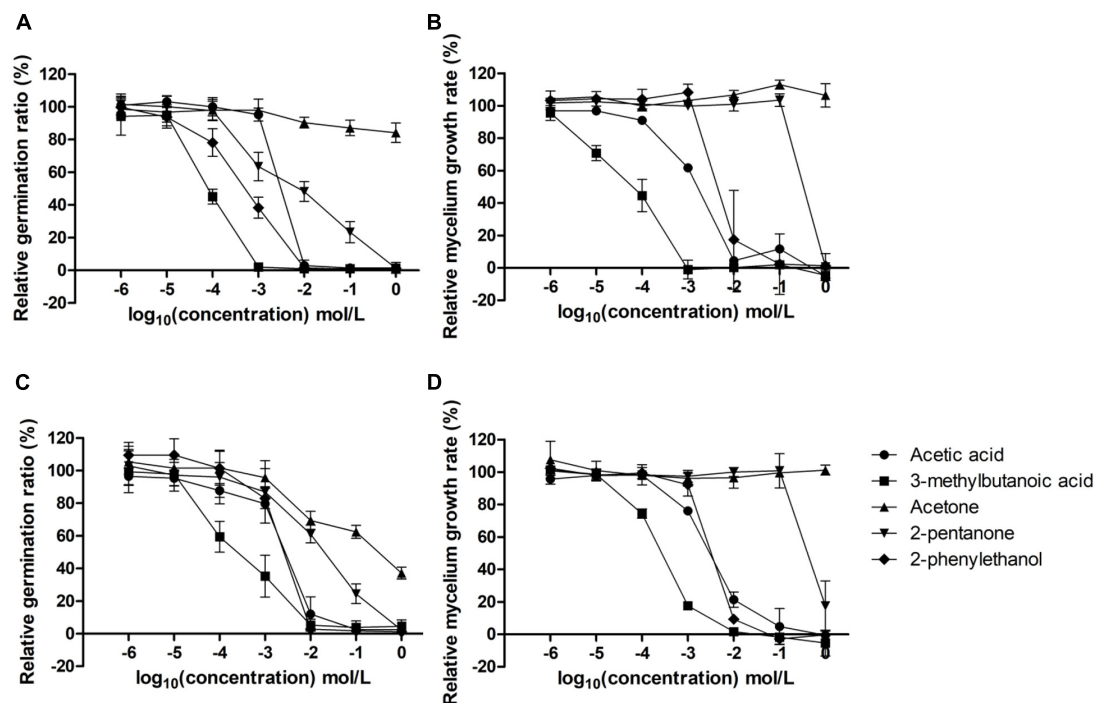 A
Relative germination ratio (%)
120
100
80
60
40
20
0
-20
-6 -5 -4 -3 -2 -1 0
log10(concentration) mol/L
B
Relative mycelium growth rate (%)
120
100
80
60
40
20
0
-20
-6 -5 -4 -3 -2 -1 0
log10(concentration) mol/L
C
Relative germination ratio (%)
120
100
80
60
40
20
0
-20
-6 -5 -4 -3 -2 -1 0
log10(concentration) mol/L
D
Relative mycelium growth rate (%)
120
100
80
60
40
20
0
-20
-6 -5 -4 -3 -2 -1 0
log10(concentration) mol/L
Acetic acid
3-methylbutanoic acid
Acetone
2-pentanone
2-phenylethanol